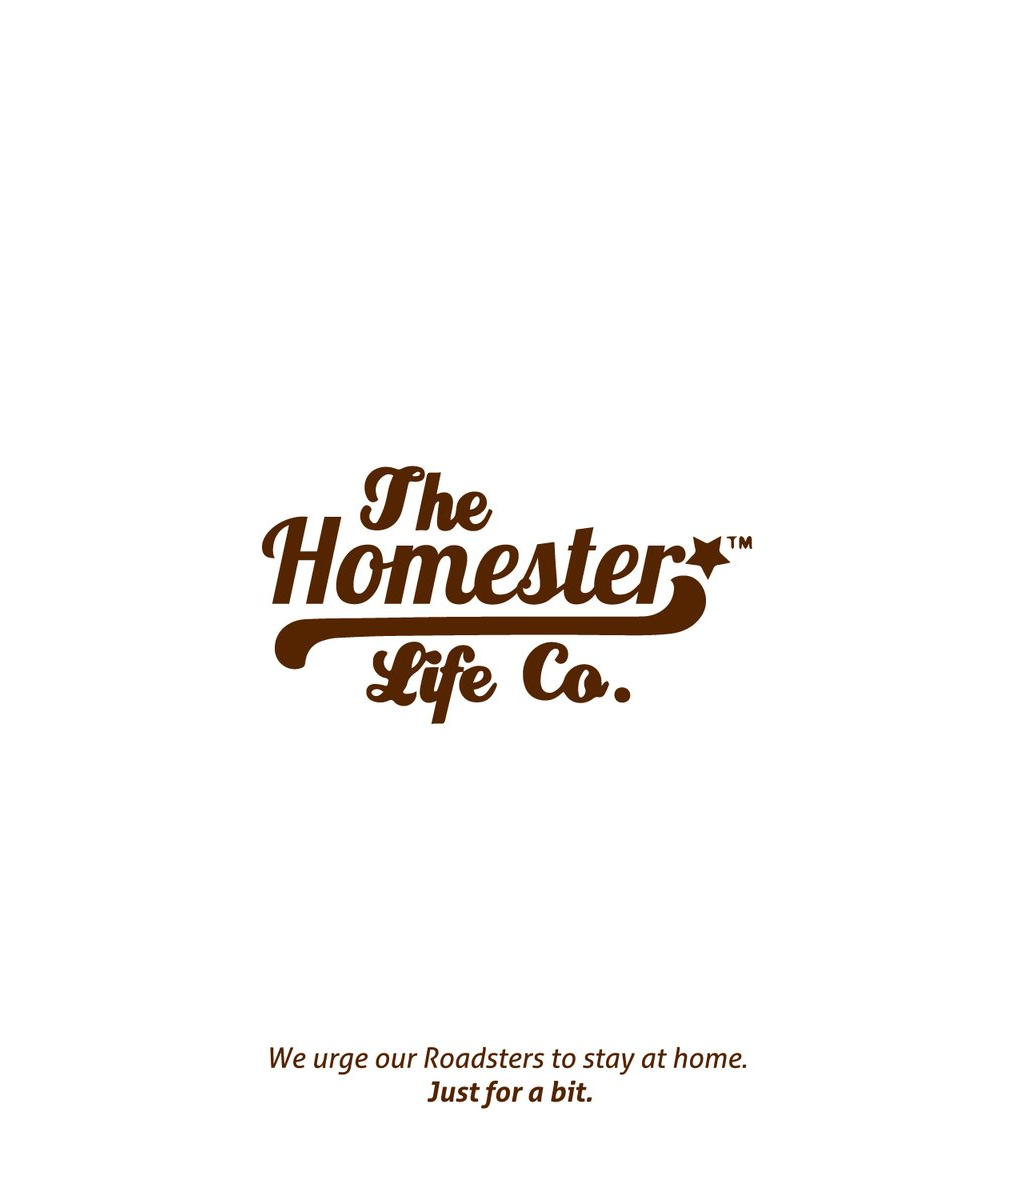 The
Homester™
Life Co.
We urge our Roadsters to stay at home.
Just for a bit.